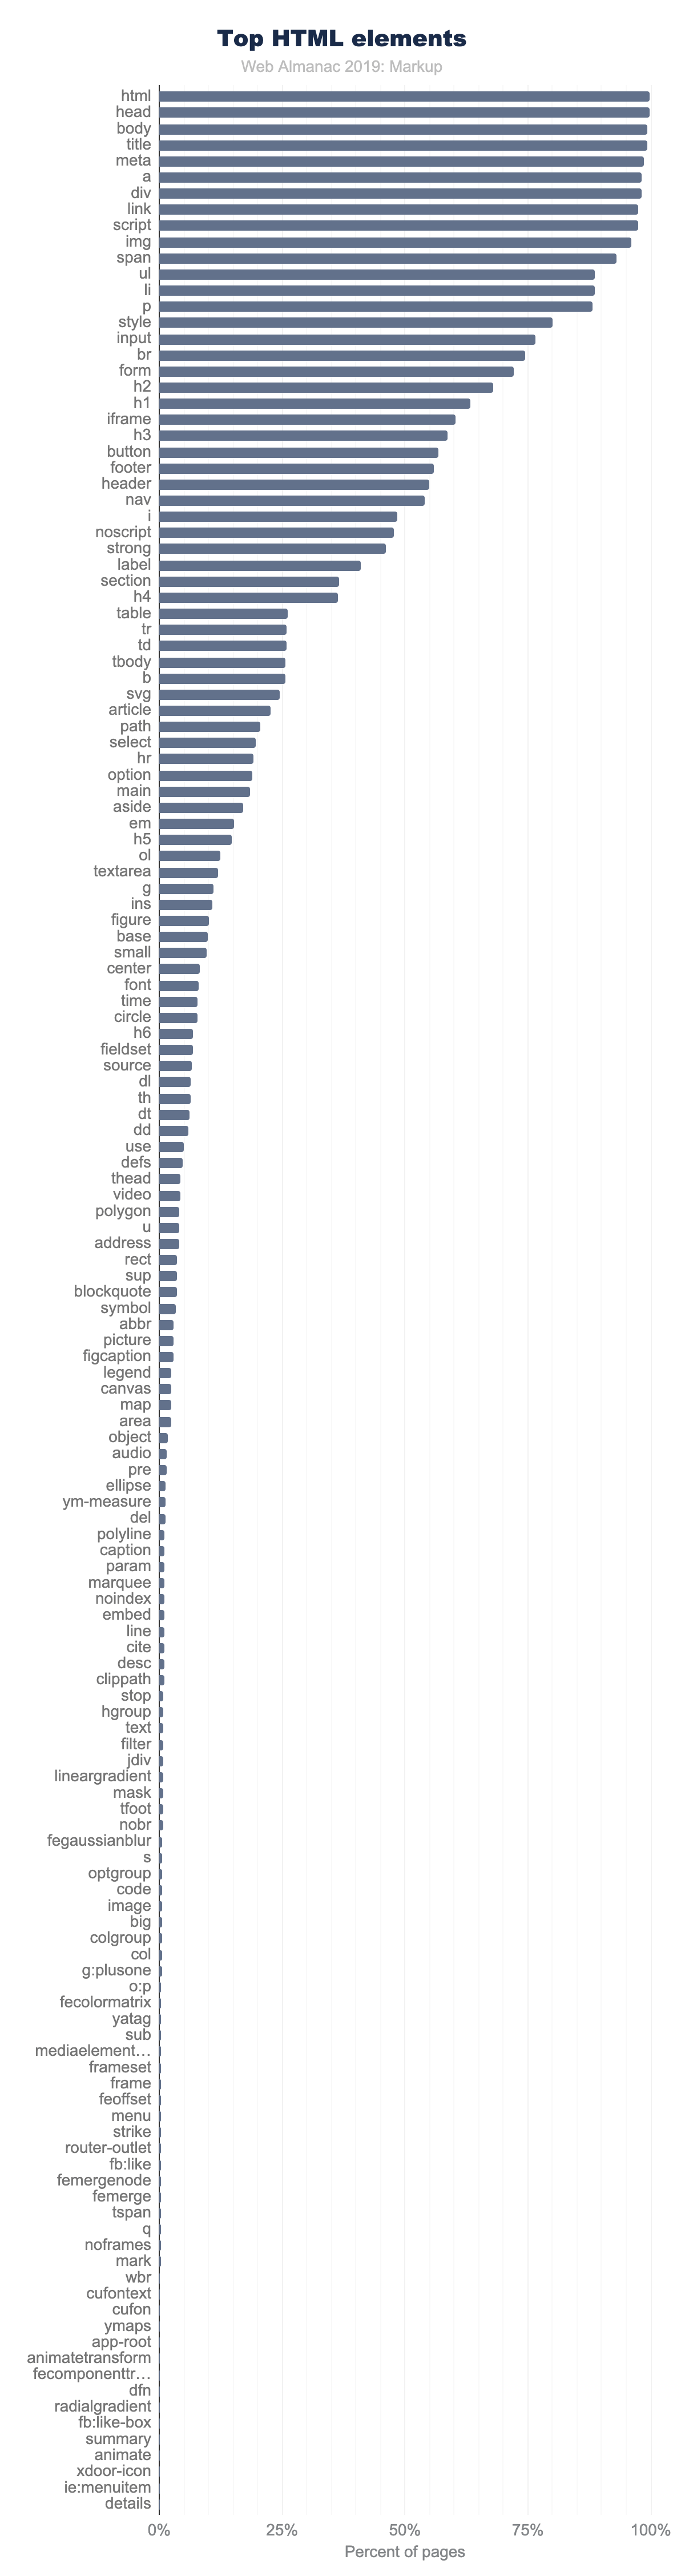 Top HTML elements
Web Almanac 2019: Markup
html
head
body
title
meta
a
div
link
script
img
span
ul
li
p
style
input
br
form
h2
h1
iframe
h3
button
footer
header
nav
i
noscript
strong
label
section
h4
table
tr
td
tbody
b
svg
article
path
select
hr
option
main
aside
em
h5
ol
textarea
g
ins
figure
base
small
center
font
time
circle
h6
fieldset
source
dl
th
dt
dd
use
defs
thead
video
polygon
u
address
rect
sup
blockquote
symbol
abbr
picture
figcaption
legend
canvas
map
area
object
audio
pre
ellipse
ym-measure
del
polyline
caption
param
marquee
noindex
embed
line
cite
desc
clippath
stop
hgroup
text
filter
jdiv
lineargradient
mask
tfoot
nobr
fegaussianblur
s
optgroup
code
image
big
colgroup
col
g:plusone
o:p
fecolormatrix
yatag
sub
mediaelement…
frameset
frame
feoffset
menu
strike
router-outlet
fb:like
femergenode
femerge
tspan
q
noframes
mark
wbr
cufontext
cufon
ymaps
app-root
animatetransform
fecomponenttr…
dfn
radialgradient
fb:like-box
summary
animate
xdoor-icon
ie:menuitem
details
0% 25% 50% 75% 100%
Percent of pages